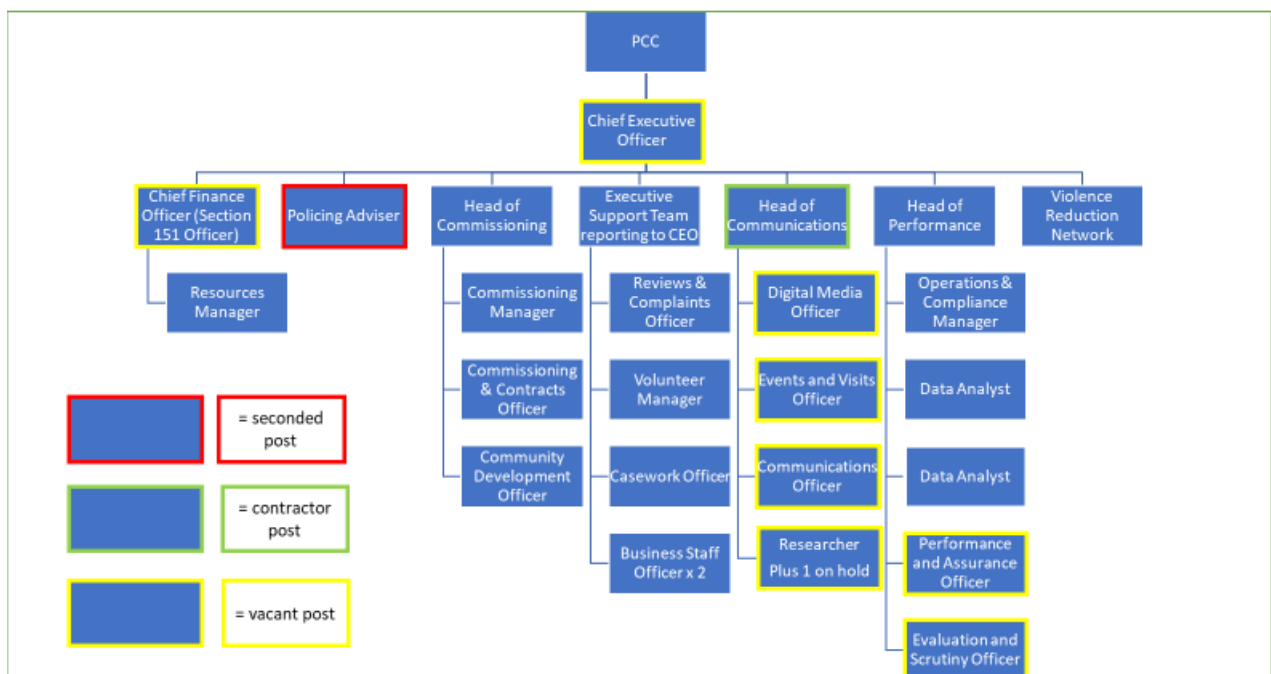 PCC
Chief Executive
Officer
Chief Finance
Officer (Section
151 Officer)
Policing Adviser
Head of
Commissioning
Executive
Support Team
reporting to CEO
Head of
Communications
Head of
Performance
Violence
Reduction
Network
Resources
Manager
Commissioning
Manager
Reviews &
Complaints
Officer
Digital Media
Officer
Operations &
Compliance
Manager
Commissioning
& Contracts
Officer
Volunteer
Manager
Events and Visits
Officer
Data Analyst
Community
Development
Officer
Casework Officer
Communications
Officer
Data Analyst
Business Staff
Officer x 2
Researcher
Plus 1 on hold
Performance
and Assurance
Officer
Evaluation and
Scrutiny Officer
= seconded
post
= contractor
post
= vacant post